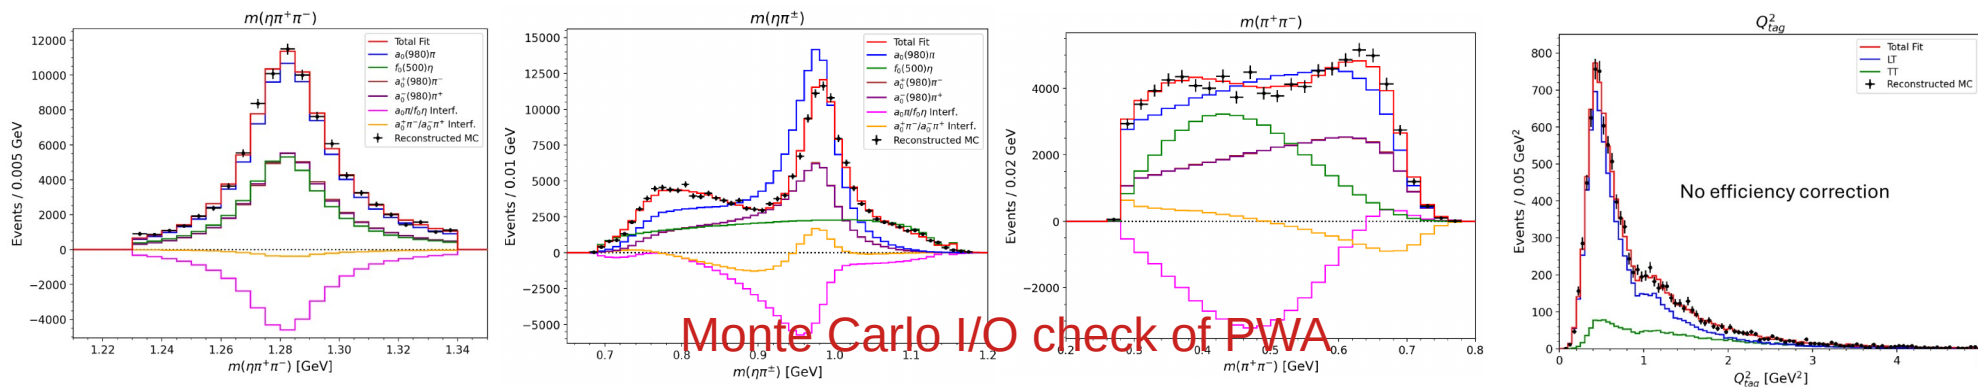 m(ηπ⁺π⁻)
12000
10000
8000
6000
4000
2000
0
−2000
−4000
Events / 0.005 GeV
Total Fit
a₀(980)π
f₀(500)η
a₀⁺(980)π⁻
a₀⁻(980)π⁺
a₀π/f₀η Interf.
a₀⁺π⁻/a₀⁻π⁺ Interf.
Reconstructed MC
1.22 1.24 1.26 1.28 1.30 1.32 1.34
m(ηπ⁺π⁻) [GeV]
m(ηπ±)
15000
12500
10000
7500
5000
2500
0
−2500
−5000
Events / 0.01 GeV
Total Fit
a₀(980)π
f₀(500)η
a₀⁺(980)π⁻
a₀⁻(980)π⁺
a₀π/f₀η Interf.
a₀⁺π⁻/a₀⁻π⁺ Interf.
Reconstructed MC
0.7 0.8 0.9 1.0 1.1 1.2
m(ηπ±) [GeV]
m(π⁺π⁻)
4000
2000
0
−2000
Events / 0.02 GeV
0.2 0.3 0.4 0.5 0.6 0.7 0.8
m(π⁺π⁻) [GeV]
Monte Carlo I/O check of PWA
Q²tag
800
700
600
500
400
300
200
100
0
Events / 0.05 GeV²
Total Fit
LT
TT
Reconstructed MC
No efficiency correction
0 1 2 3 4
Q²tag [GeV²]